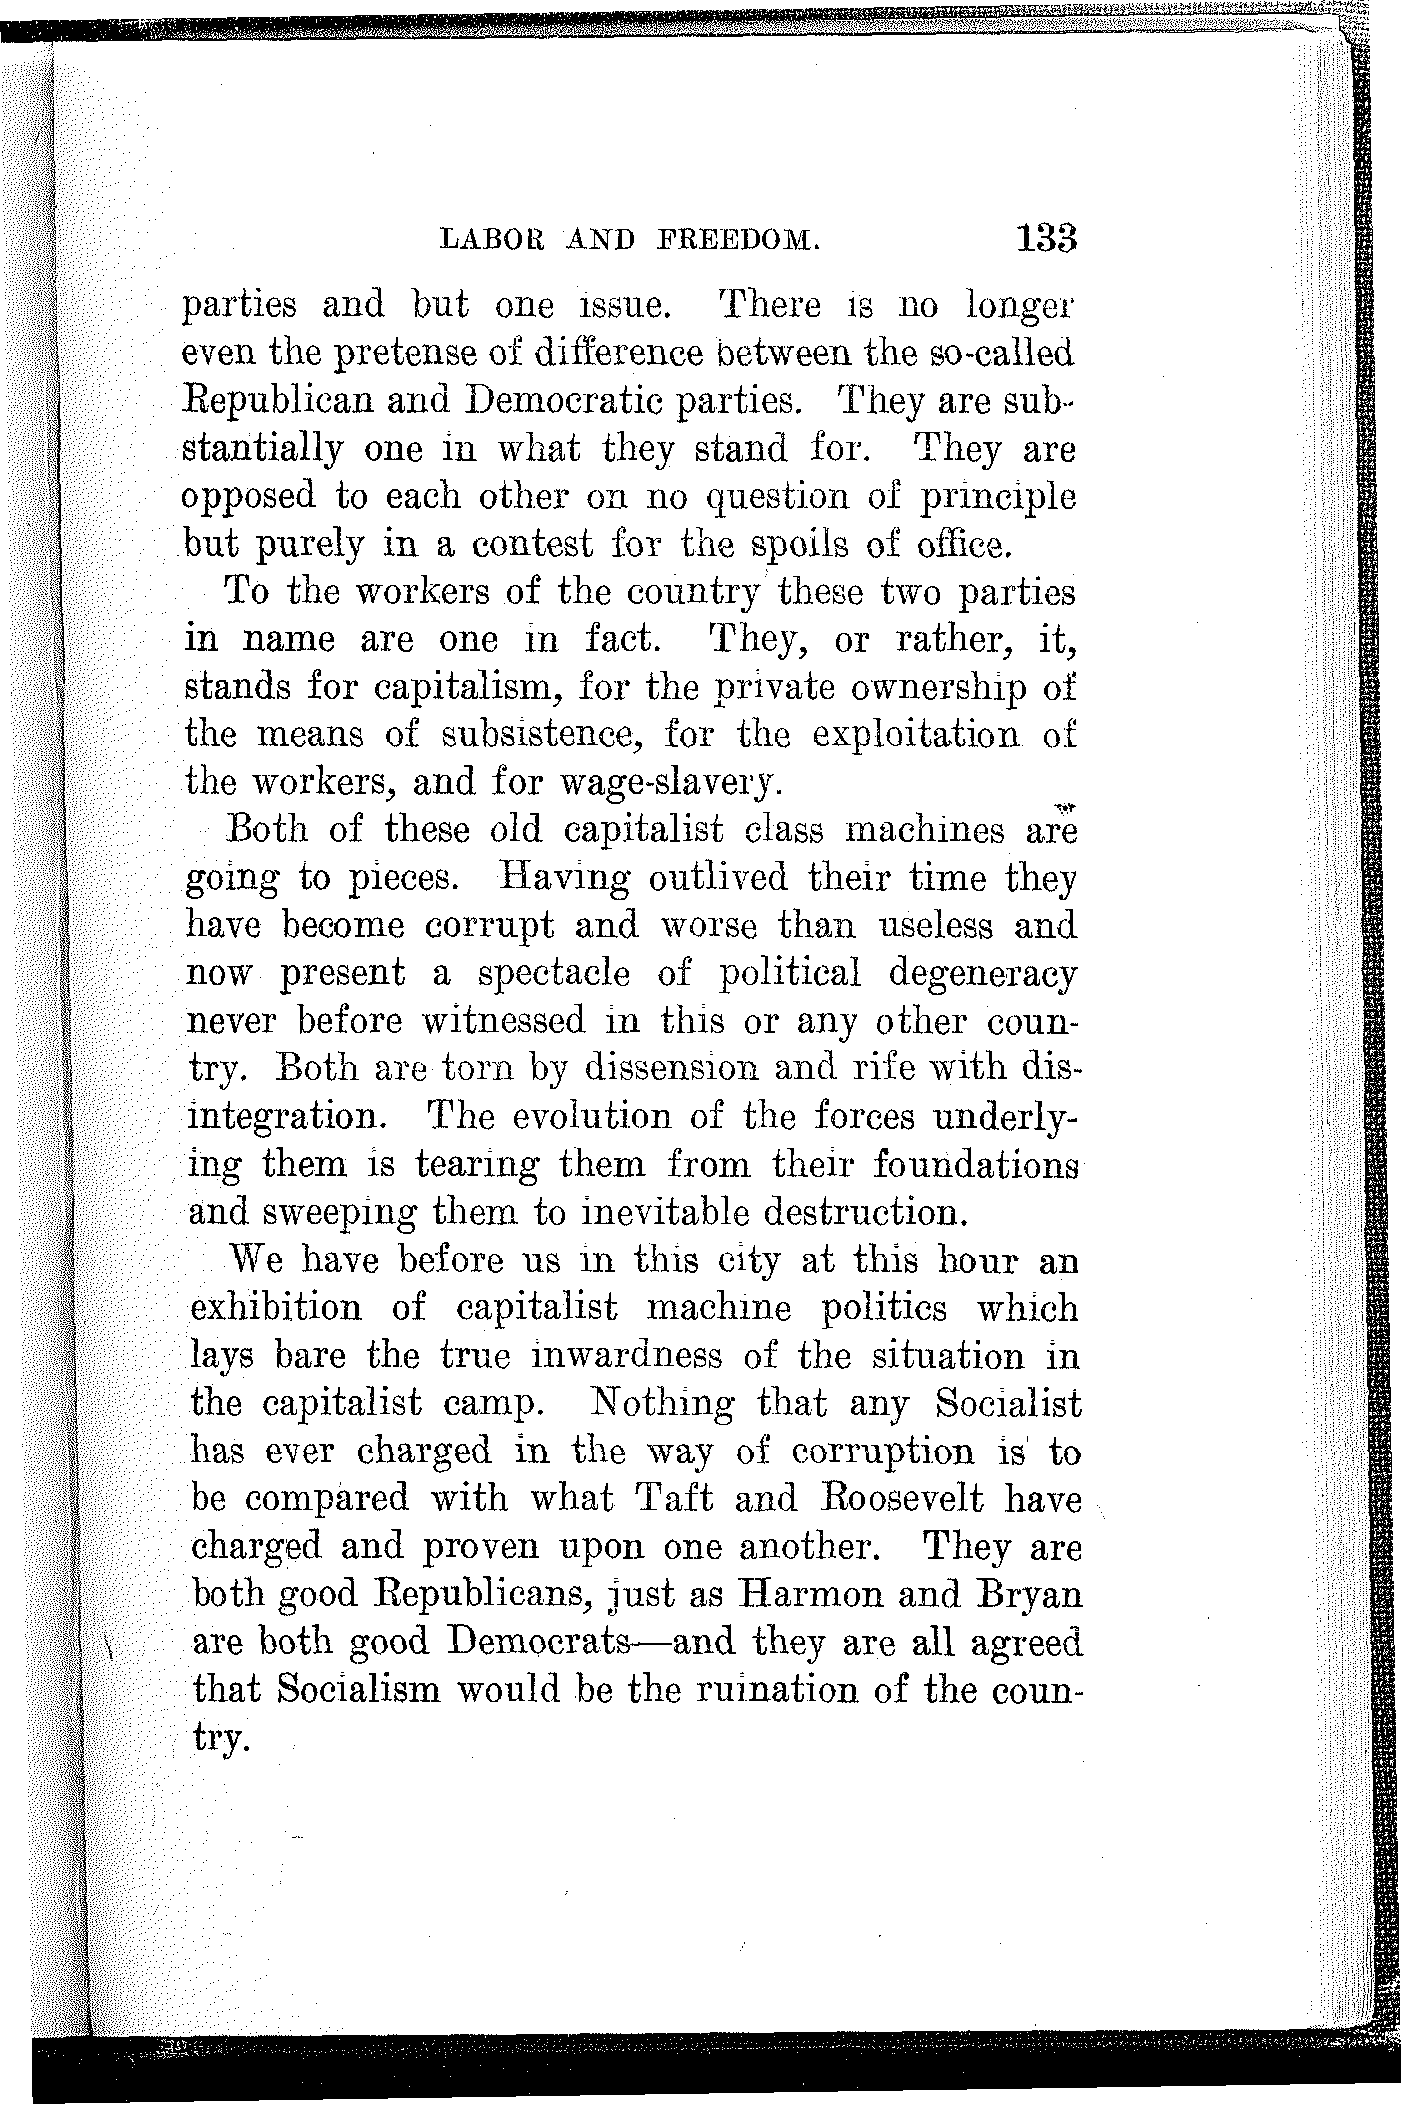 LABOR AND FREEDOM. 133
parties and but one issue. There is no longer
even the pretense of difference between the so-called
Republican and Democratic parties. They are sub-
stantially one in what they stand for. They are
opposed to each other on no question of principle
but purely in a contest for the spoils of office.
To the workers of the country these two parties
in name are one in fact. They, or rather, it,
stands for capitalism, for the private ownership of
the means of subsistence, for the exploitation of
the workers, and for wage-slavery.
Both of these old capitalist class machines are
going to pieces. Having outlived their time they
have become corrupt and worse than useless and
now present a spectacle of political degeneracy
never before witnessed in this or any other coun-
try. Both are torn by dissension and rife with dis-
integration. The evolution of the forces underly-
ing them is tearing them from their foundations
and sweeping them to inevitable destruction.
We have before us in this city at this hour an
exhibition of capitalist machine politics which
lays bare the true inwardness of the situation in
the capitalist camp. Nothing that any Socialist
has ever charged in the way of corruption is to
be compared with what Taft and Roosevelt have
charged and proven upon one another. They are
both good Republicans, just as Harmon and Bryan
are both good Democrats—and they are all agreed
that Socialism would be the ruination of the coun-
try.